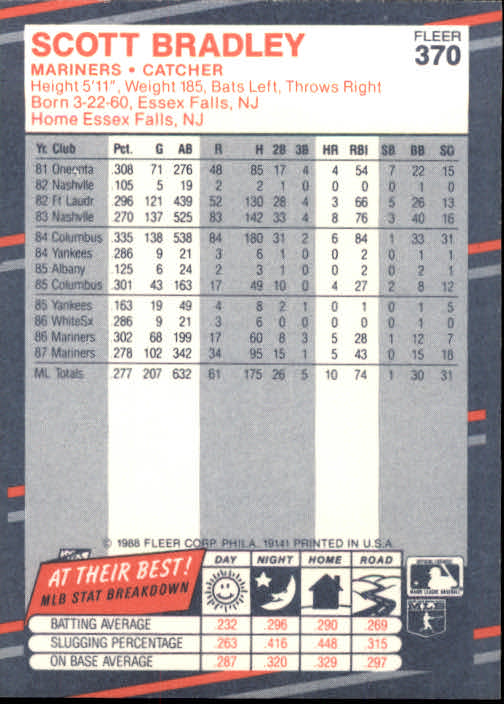 SCOTT BRADLEY
FLEER
370
MARINERS • CATCHER
Height 5'11", Weight 185, Bats Left, Throws Right
Born 3-22-60, Essex Falls, NJ
Home Essex Falls, NJ
Yr. Club Pct. G AB R H 2B 3B HR RBI SB BB SO
81 Oneonta .308 71 276 48 85 17 4 4 54 7 22 15
82 Nashvlle .105 5 19 2 2 1 0 0 0 0 1 0
82 Ft Laudr .296 121 439 52 130 28 4 3 66 5 26 13
83 Nashvlle .270 137 525 83 142 33 4 8 76 3 40 16
84 Columbus .335 138 538 84 180 31 2 6 84 1 33 31
84 Yankees .286 9 21 3 6 1 0 0 2 0 1 1
85 Albany .125 6 24 2 3 1 0 0 2 0 2 1
85 Columbus .301 43 163 17 49 10 0 4 27 2 8 12
85 Yankees .163 19 49 4 8 2 1 0 1 0 1 5
86 WhiteSx .286 9 21 3 6 0 0 0 0 0 1 0
86 Mariners .302 68 199 17 60 8 3 5 28 1 12 7
87 Mariners .278 102 342 34 95 15 1 5 43 0 15 18
ML Totals .277 207 632 61 175 26 5 10 74 1 30 31
© 1988 FLEER CORP. PHILA. 19141 PRINTED IN U.S.A.
AT THEIR BEST!
MLB STAT BREAKDOWN
DAY NIGHT HOME ROAD
BATTING AVERAGE .232 .296 .290 .269
SLUGGING PERCENTAGE .263 .416 .448 .315
ON BASE AVERAGE .287 .320 .329 .297
MAJOR LEAGUE BASEBALL